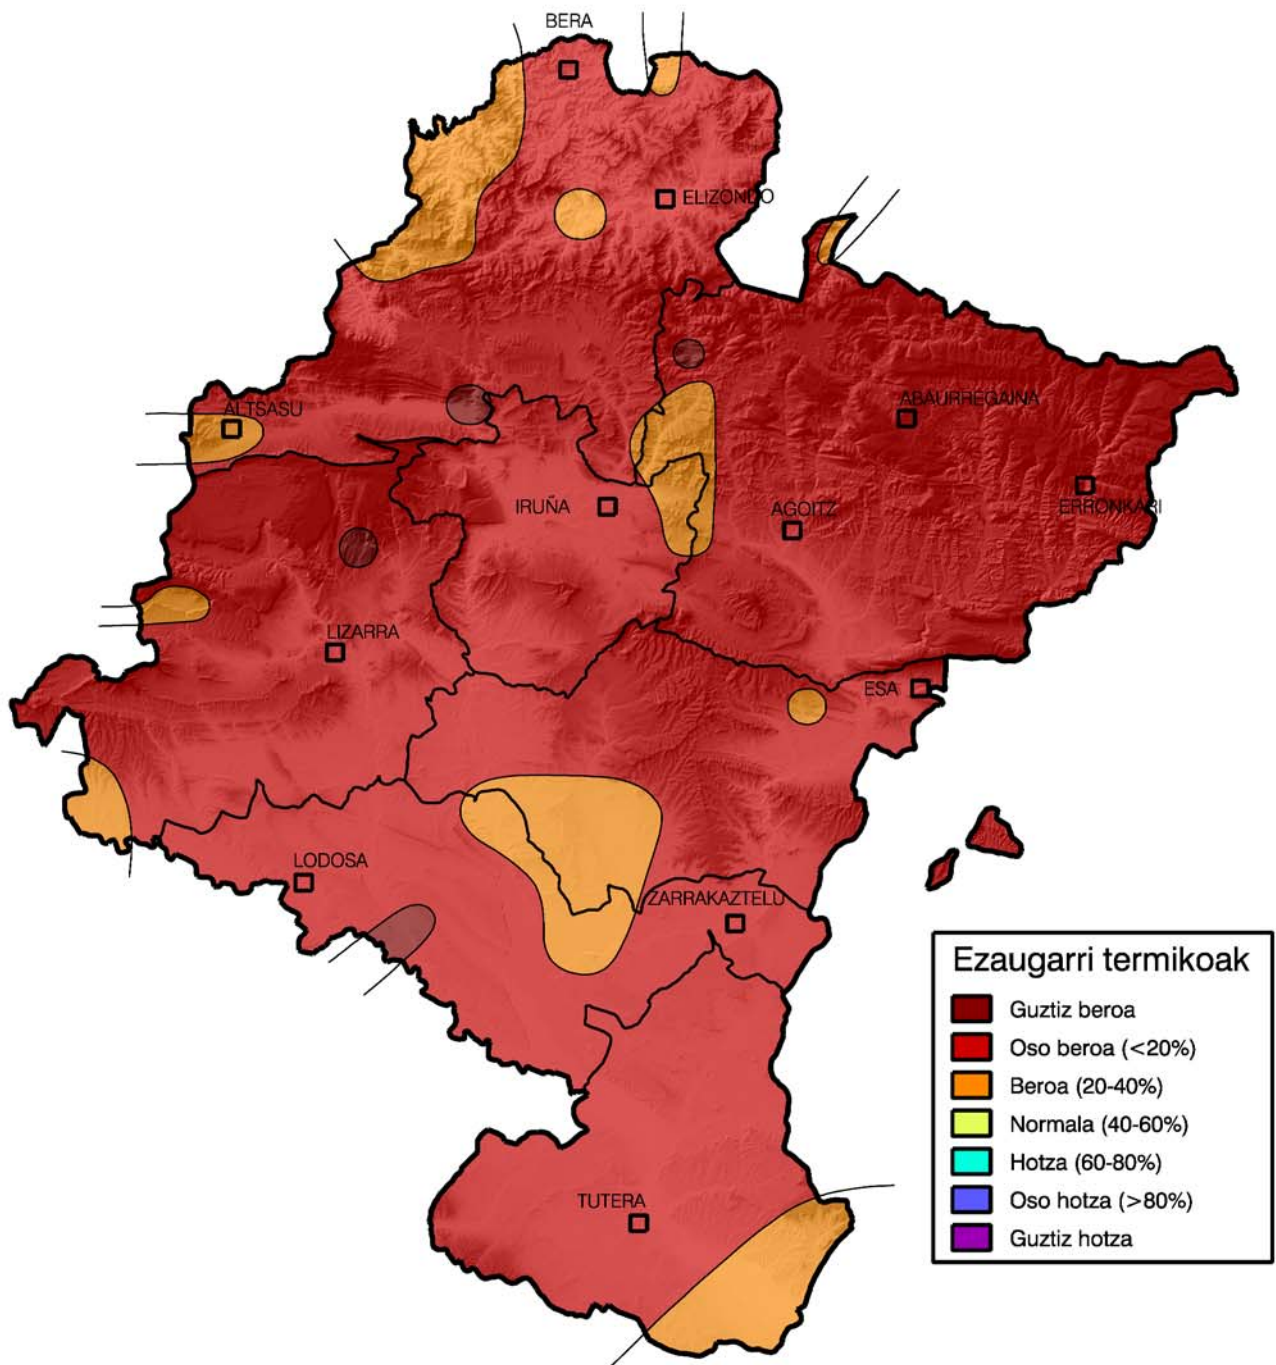 BERA
ELIZONDO
ALTSASU
ABAURREGAINA
IRUÑA
AGOITZ
ERRONKARI
LIZARRA
ESA
LODOSA
ZARRAKAZTELU
TUTERA
Ezaugarri termikoak
Guztiz beroa
Oso beroa (<20%)
Beroa (20-40%)
Normala (40-60%)
Hotza (60-80%)
Oso hotza (>80%)
Guztiz hotza